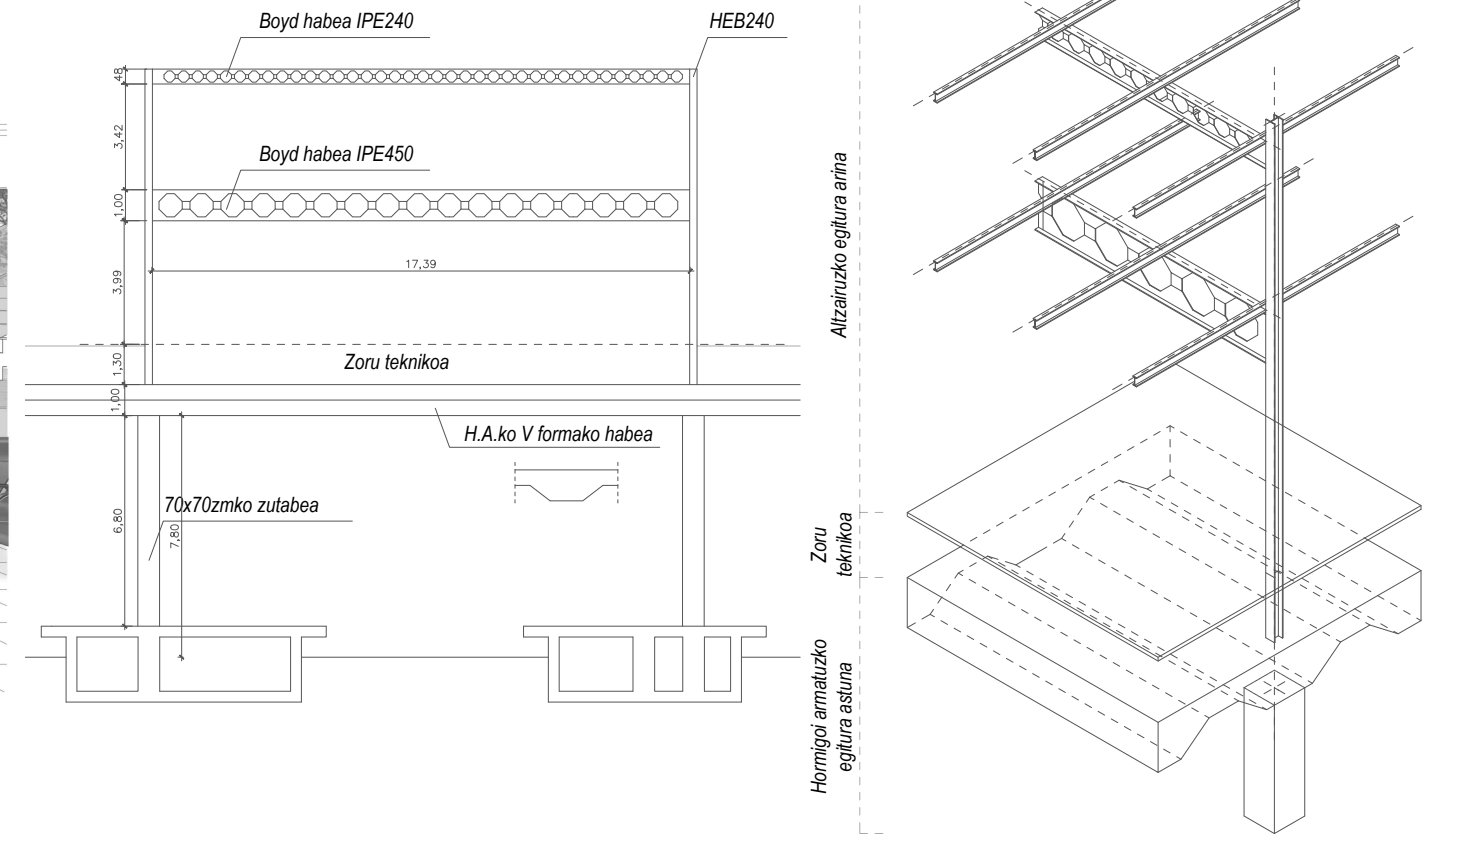 Boyd habea IPE240
HEB240
48
3,42
Boyd habea IPE450
1,00
17,39
3,99
Zoru teknikoa
1,30
1,00
H.A.ko V formako habea
70x70zmko zutabea
6,80
7,80
Altzairuzko egitura arina
Zoru
teknikoa
Hormigoi armatuzko
egitura astuna